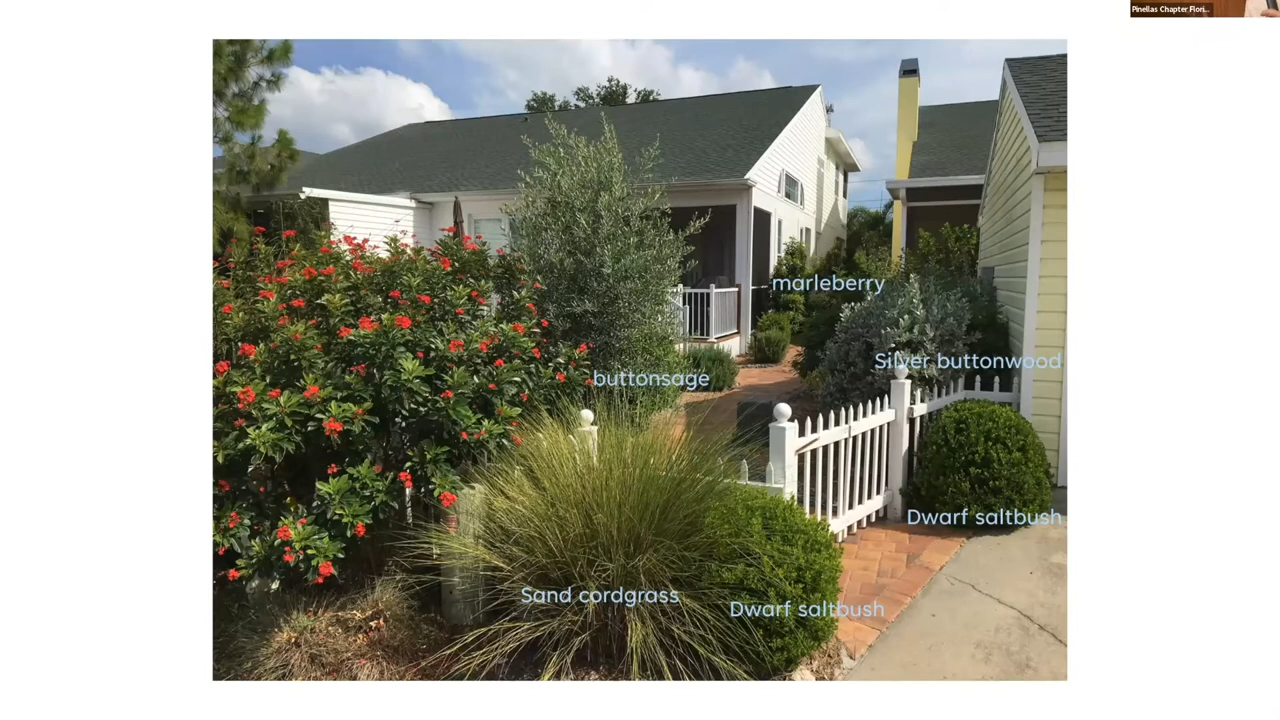 Pinellas Chapter Flori...
marleberry
Silver buttonwood
buttonsage
Dwarf saltbush
Sand cordgrass
Dwarf saltbush